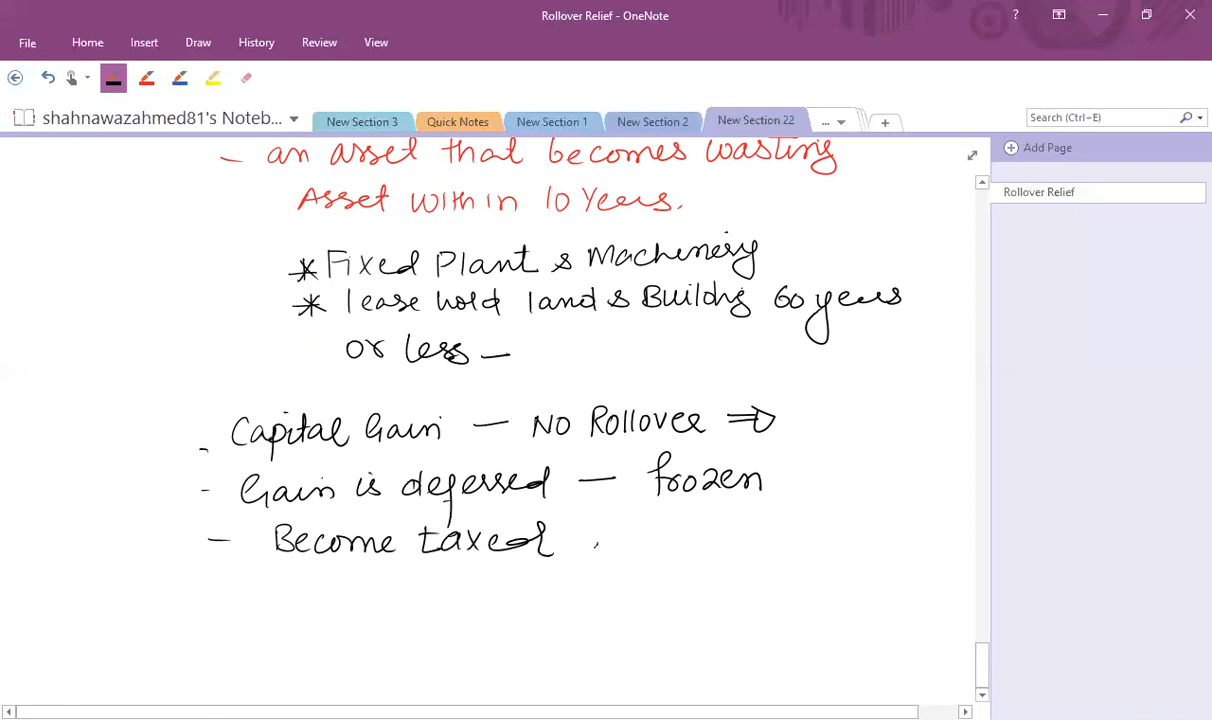 Rollover Relief - OneNote
?
File Home Insert Draw History Review View
shahnawazahmed81's Noteb... New Section 3 Quick Notes New Section 1 New Section 2 New Section 22 ... + Search (Ctrl+E)
Add Page
Rollover Relief
- an asset that becomes wasting
Asset within 10 Years.
* Fixed Plant & Machinery
* lease hold land & Building 60 years
or less -
- Capital Gain - NO Rollover ⇒
- Gain is deferred - frozen
- Become taxed